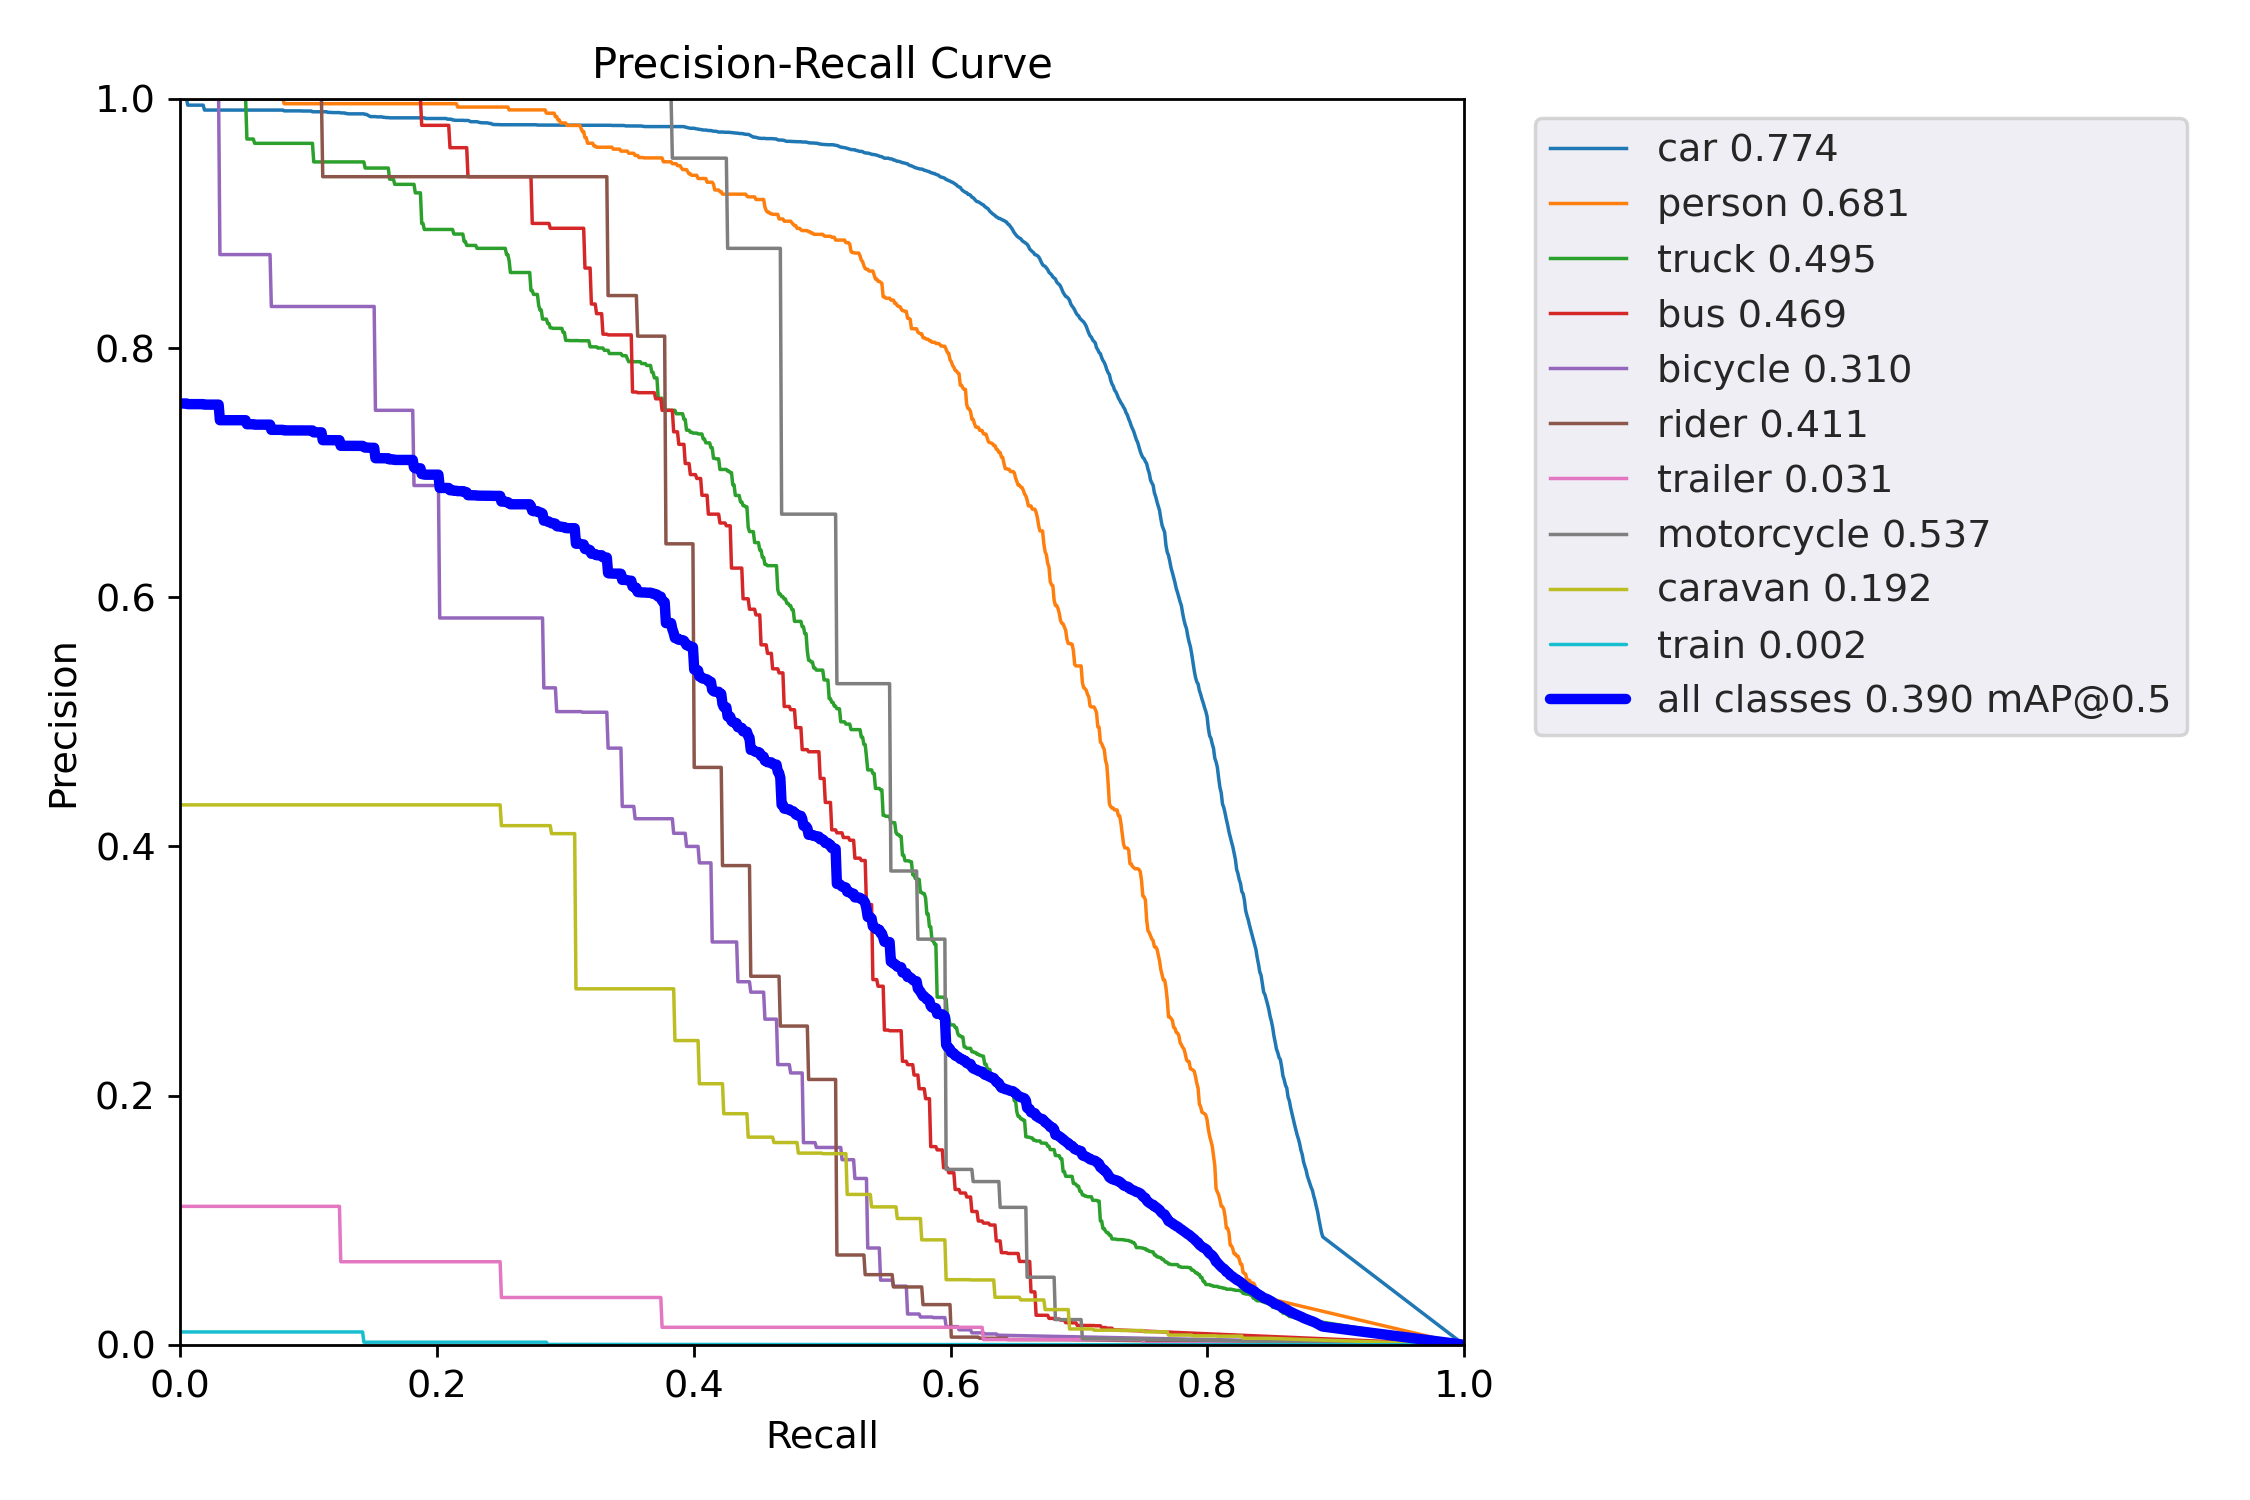 Precision-Recall Curve
1.0
0.8
0.6
0.4
0.2
0.0
Precision
0.0 0.2 0.4 0.6 0.8 1.0
Recall
car 0.774
person 0.681
truck 0.495
bus 0.469
bicycle 0.310
rider 0.411
trailer 0.031
motorcycle 0.537
caravan 0.192
train 0.002
all classes 0.390 mAP@0.5